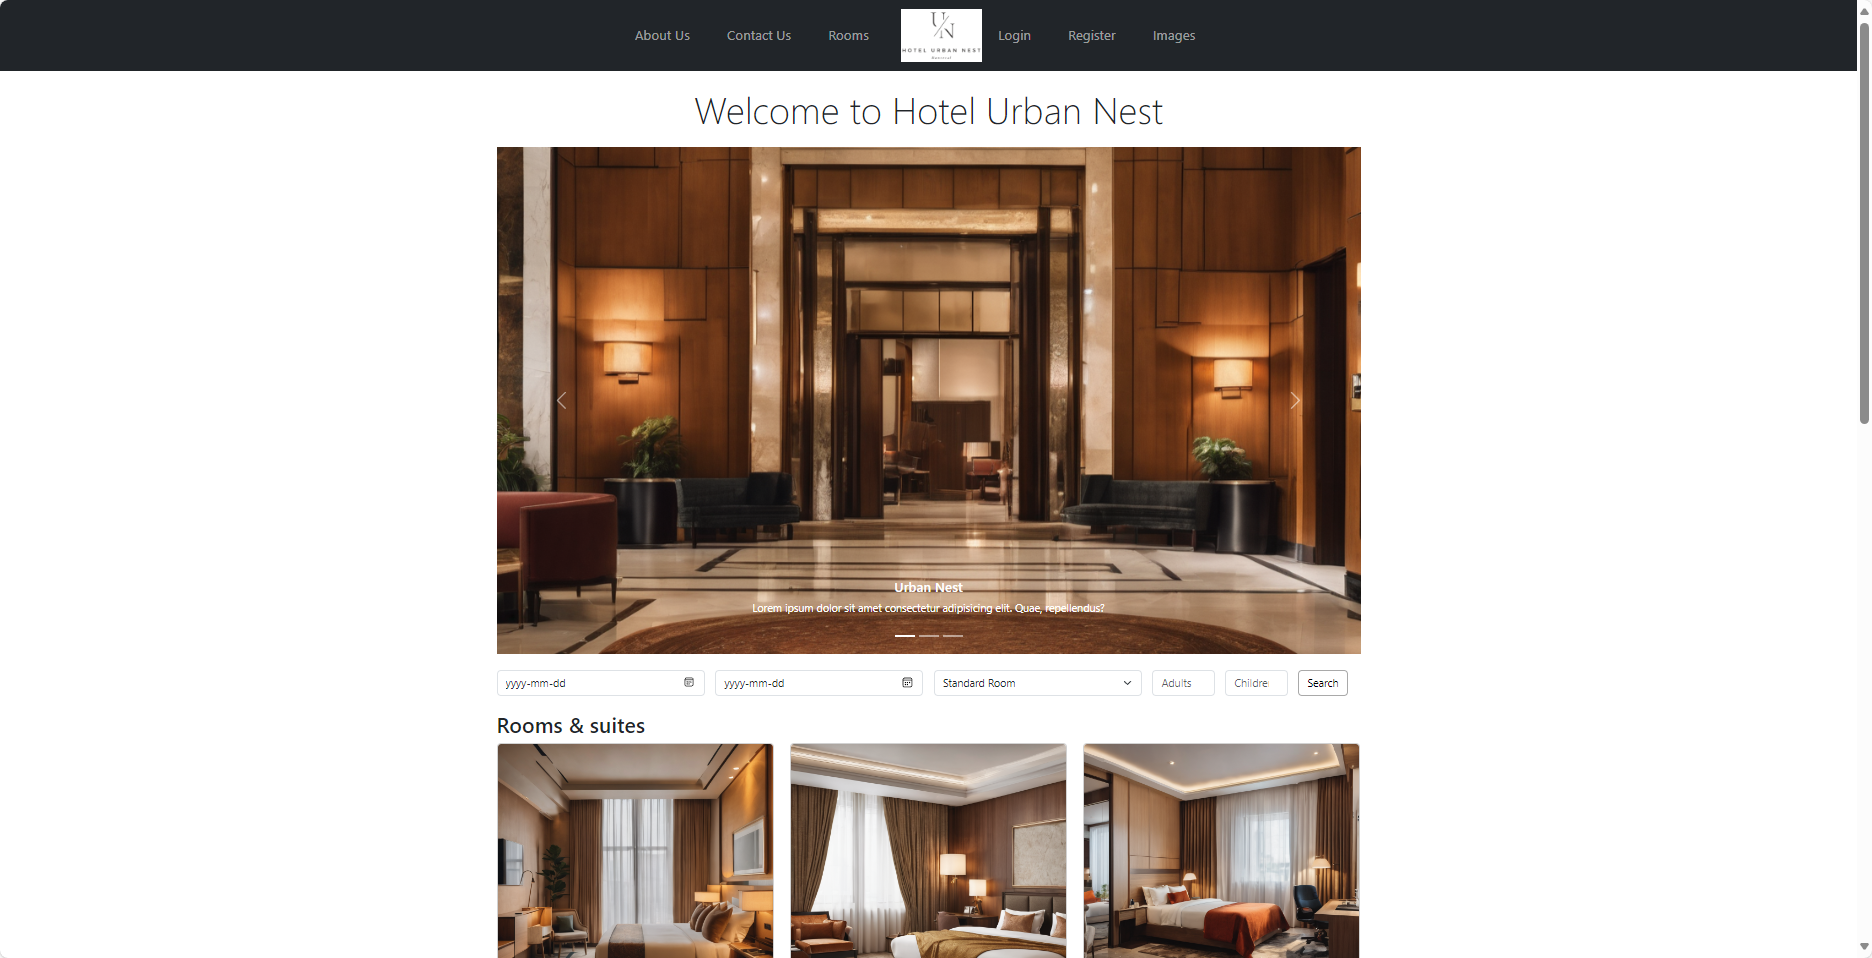 About Us Contact Us Rooms
UN
HOTEL URBAN NEST
Login Register Images
Welcome to Hotel Urban Nest
Urban Nest
Lorem ipsum dolor sit amet consectetur adipisicing elit. Quae, repellendus?
yyyy-mm-dd yyyy-mm-dd Standard Room Adults Childre Search
Rooms & suites